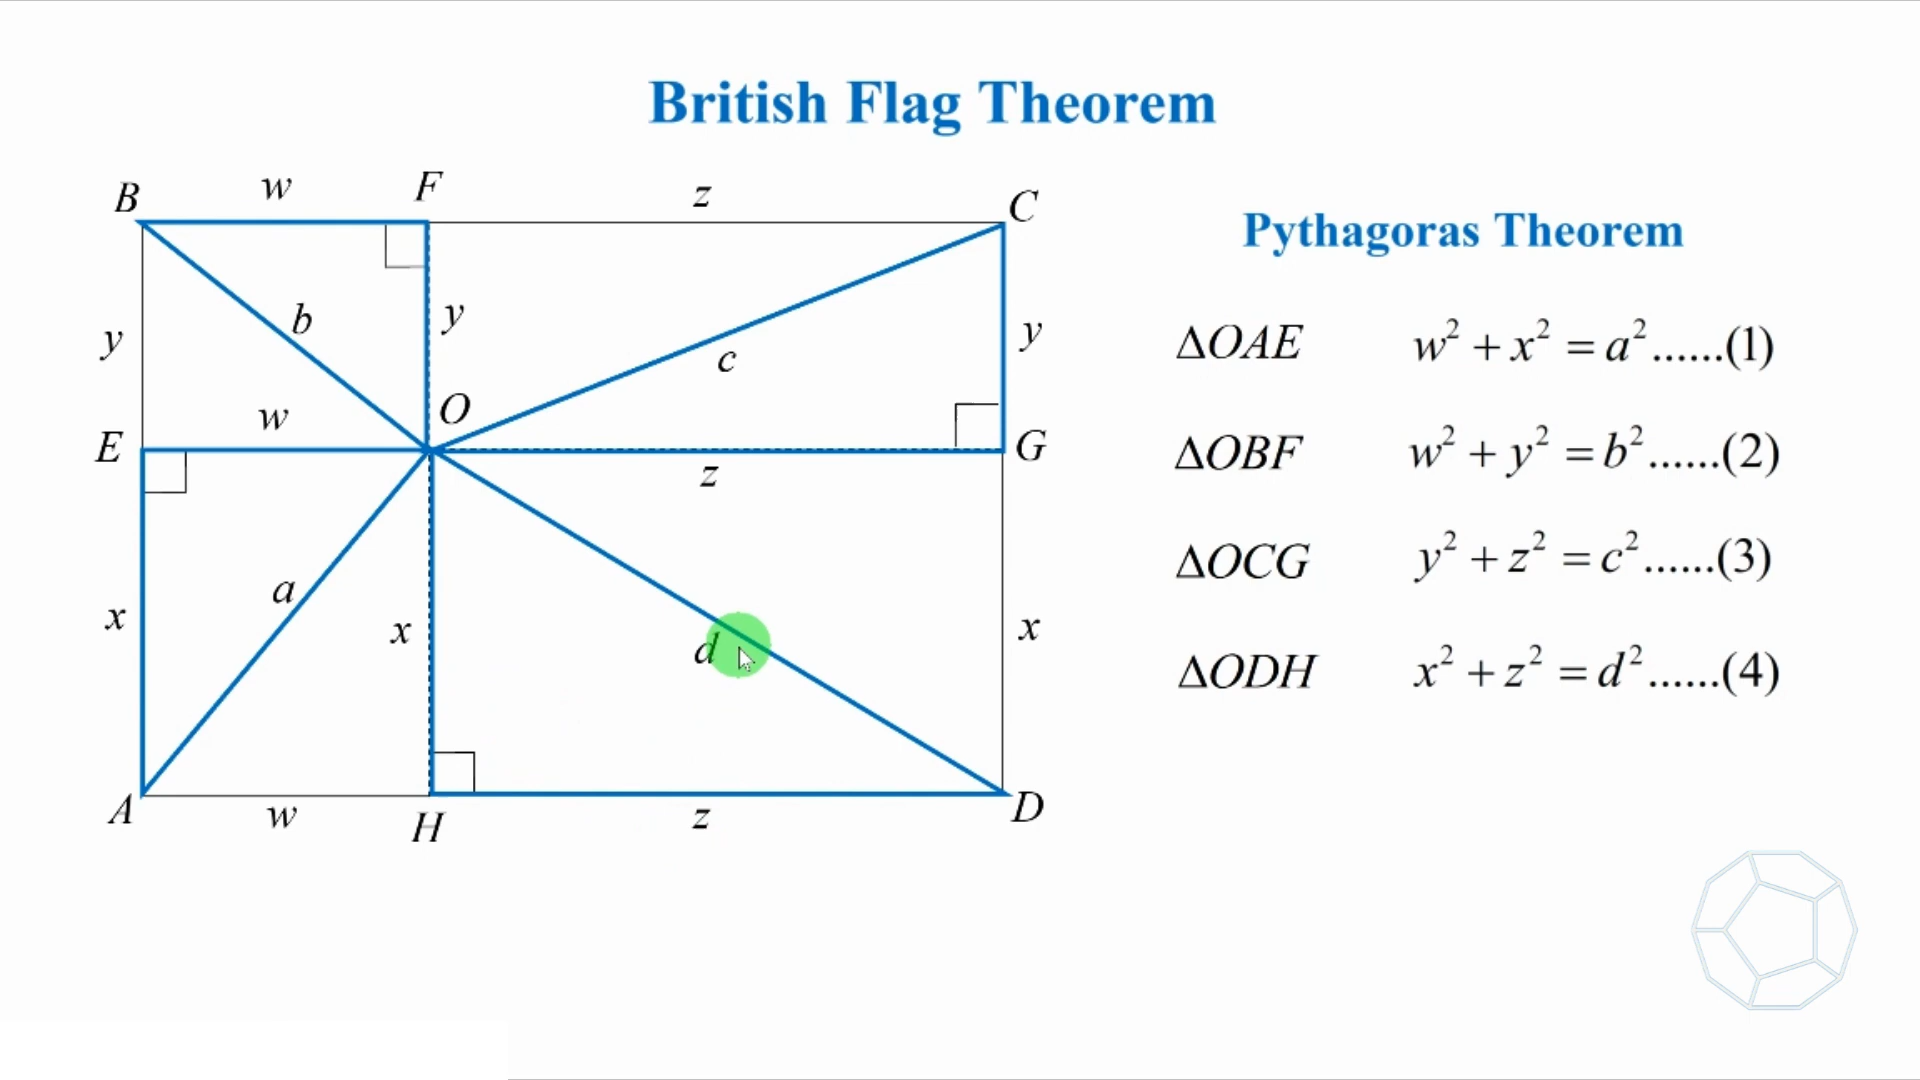 British Flag Theorem
B w F z C
Pythagoras Theorem
b y y y
c
ΔOAE w² + x² = a²......(1)
w O
E G
z
ΔOBF w² + y² = b²......(2)
ΔOCG y² + z² = c²......(3)
a
x x d x
ΔODH x² + z² = d²......(4)
A w H z D